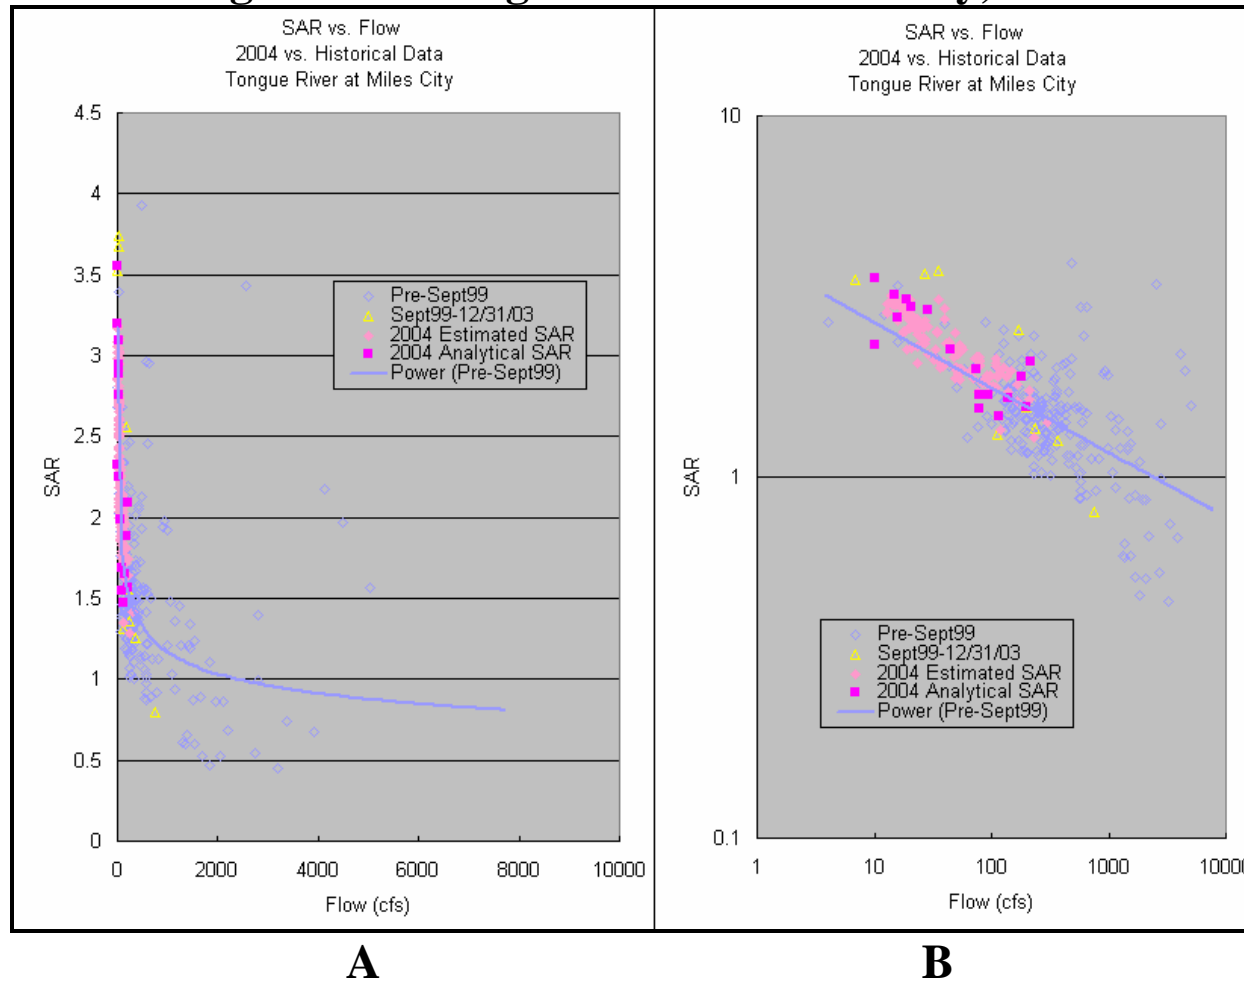 SAR vs. Flow
2004 vs. Historical Data
Tongue River at Miles City
4.5
4
3.5
3
2.5
2
1.5
1
0.5
0
SAR
0 2000 4000 6000 8000 10000
Flow (cfs)
Pre-Sept99
Sept99-12/31/03
2004 Estimated SAR
2004 Analytical SAR
Power (Pre-Sept99)
A
SAR vs. Flow
2004 vs. Historical Data
Tongue River at Miles City
10
1
0.1
SAR
1 10 100 1000 10000
Flow (cfs)
Pre-Sept99
Sept99-12/31/03
2004 Estimated SAR
2004 Analytical SAR
Power (Pre-Sept99)
B